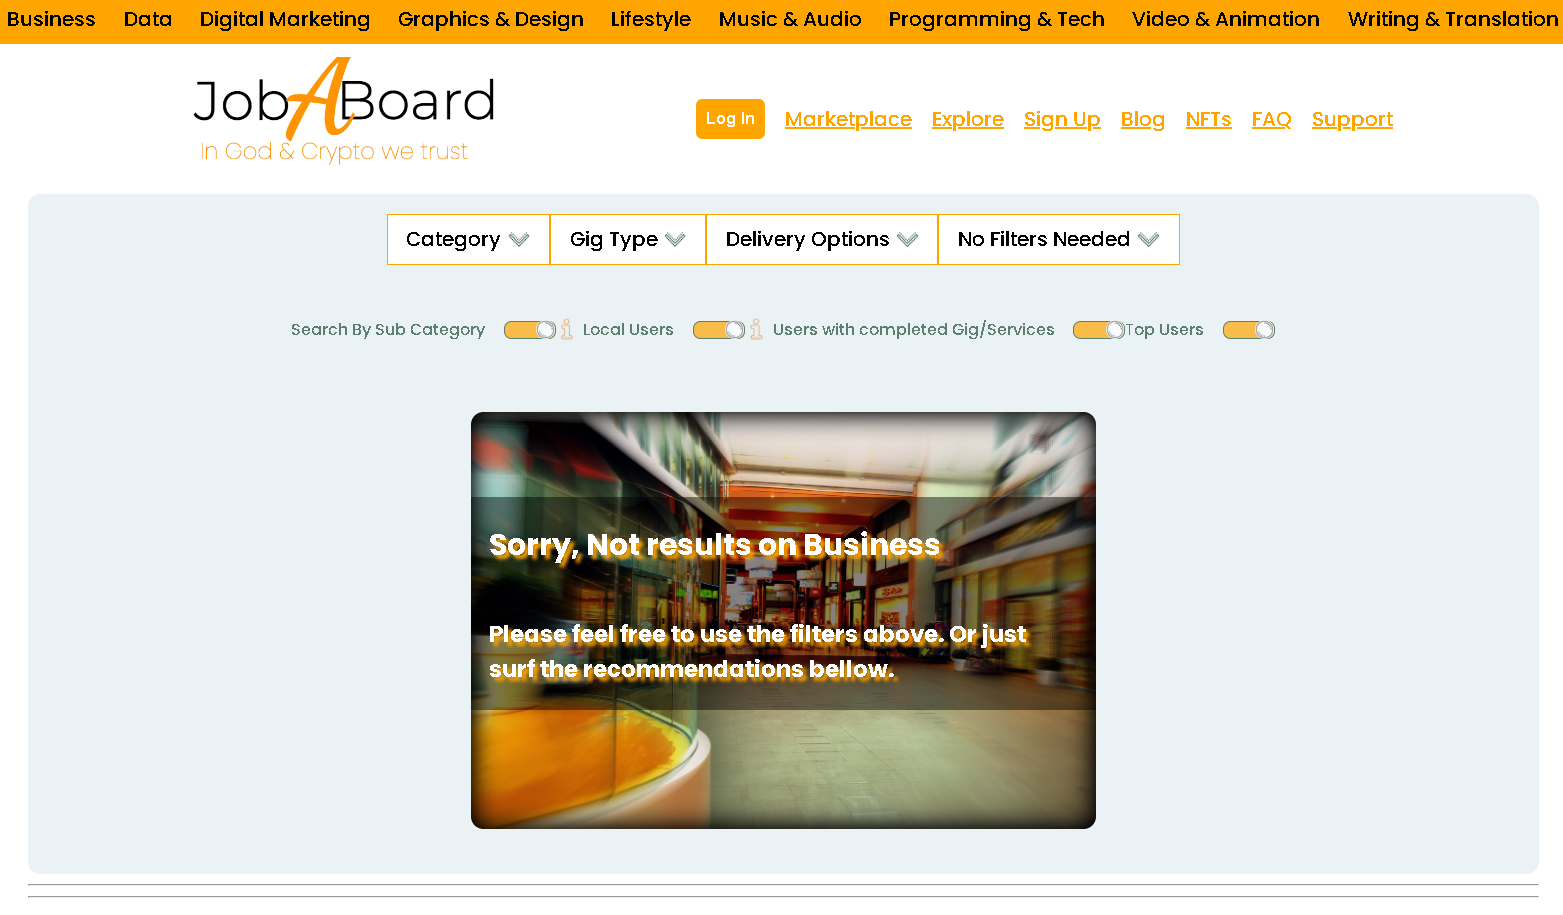 Business Data Digital Marketing Graphics & Design Lifestyle Music & Audio Programming & Tech Video & Animation Writing & Translation
JobABoard
In God & Crypto we trust
Log In Marketplace Explore Sign Up Blog NFTs FAQ Support
Category Gig Type Delivery Options No Filters Needed
Search By Sub Category Local Users Users with completed Gig/Services Top Users
Sorry, Not results on Business
Please feel free to use the filters above. Or just
surf the recommendations bellow.